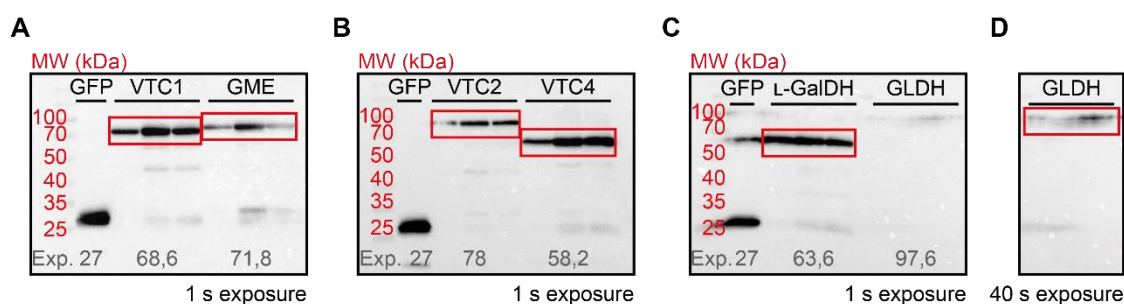 A
MW (kDa)
GFP VTC1 GME
100
70
50
40
35
25
Exp. 27 68,6 71,8
1 s exposure
B
MW (kDa)
GFP VTC2 VTC4
100
70
50
40
35
25
Exp. 27 78 58,2
1 s exposure
C
MW (kDa)
GFP ʟ-GalDH GLDH
100
70
50
40
35
25
Exp. 27 63,6 97,6
1 s exposure
D
GLDH
40 s exposure